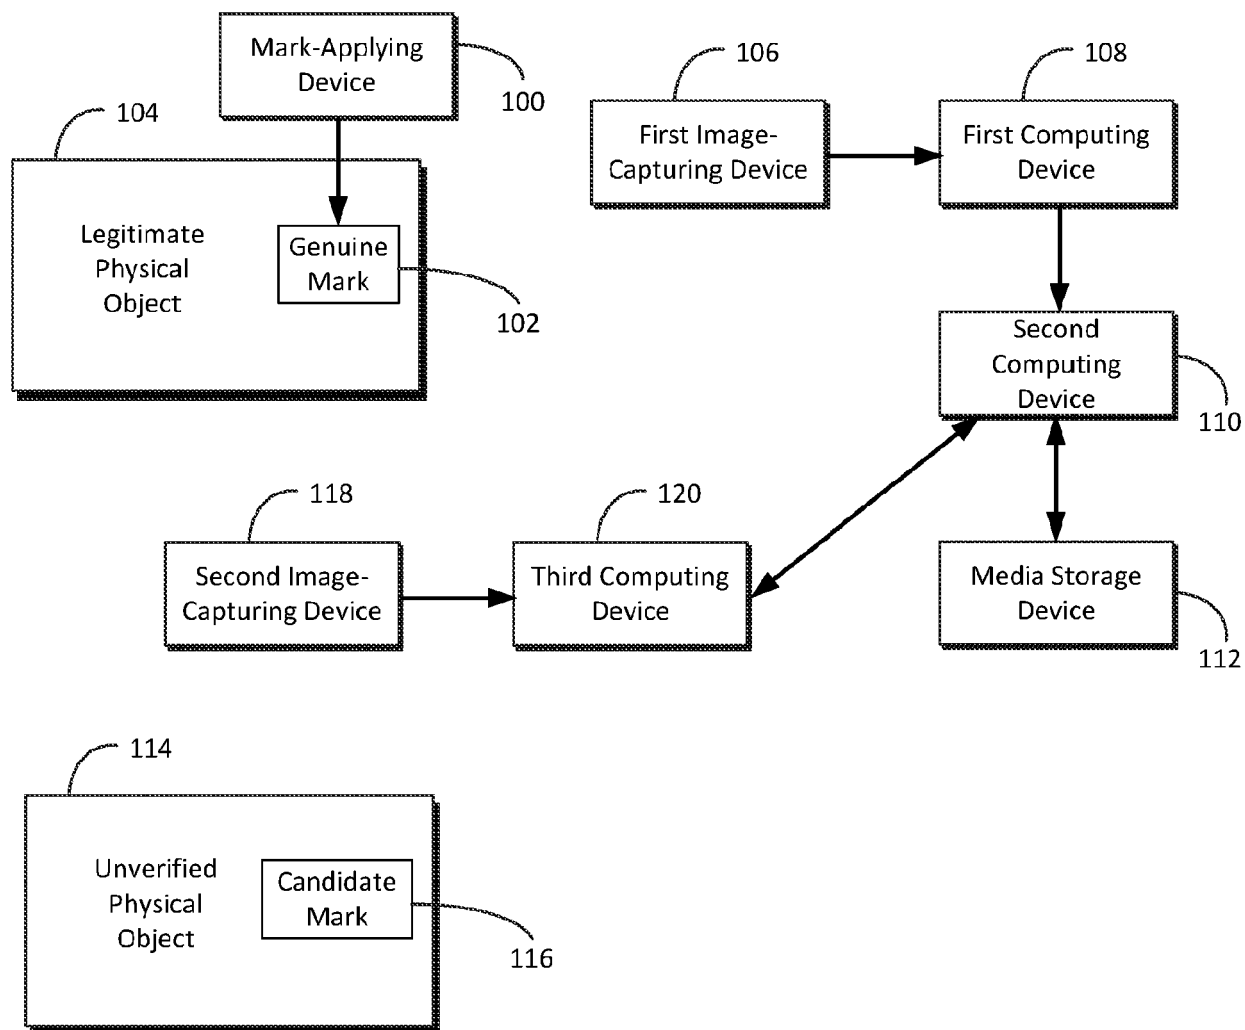 Mark-Applying
Device
100
104
Legitimate
Physical
Object
Genuine
Mark
102
106
First Image-
Capturing Device
108
First Computing
Device
Second
Computing
Device
110
118
Second Image-
Capturing Device
120
Third Computing
Device
Media Storage
Device
112
114
Unverified
Physical
Object
Candidate
Mark
116